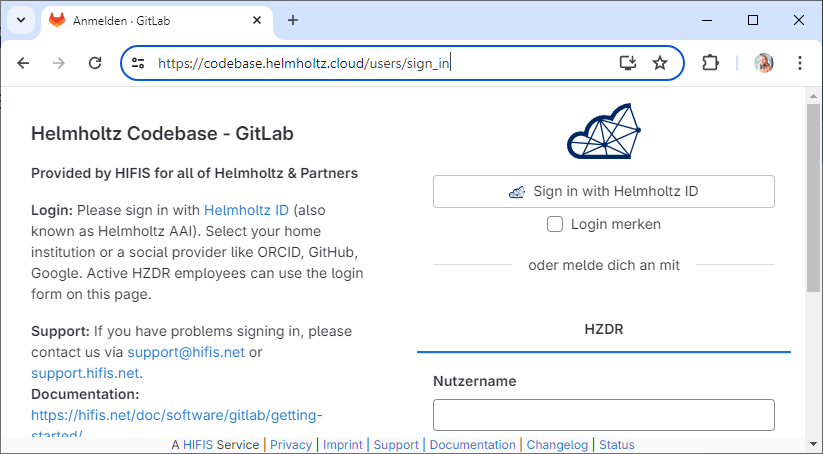 Anmelden · GitLab
https://codebase.helmholtz.cloud/users/sign_in
Helmholtz Codebase - GitLab
Provided by HIFIS for all of Helmholtz & Partners
Login: Please sign in with Helmholtz ID (also
known as Helmholtz AAI). Select your home
institution or a social provider like ORCID, GitHub,
Google. Active HZDR employees can use the login
form on this page.
Support: If you have problems signing in, please
contact us via support@hifis.net or
support.hifis.net.
Documentation:
https://hifis.net/doc/software/gitlab/getting-
started/
Sign in with Helmholtz ID
Login merken
oder melde dich an mit
HZDR
Nutzername
A HIFIS Service | Privacy | Imprint | Support | Documentation | Changelog | Status